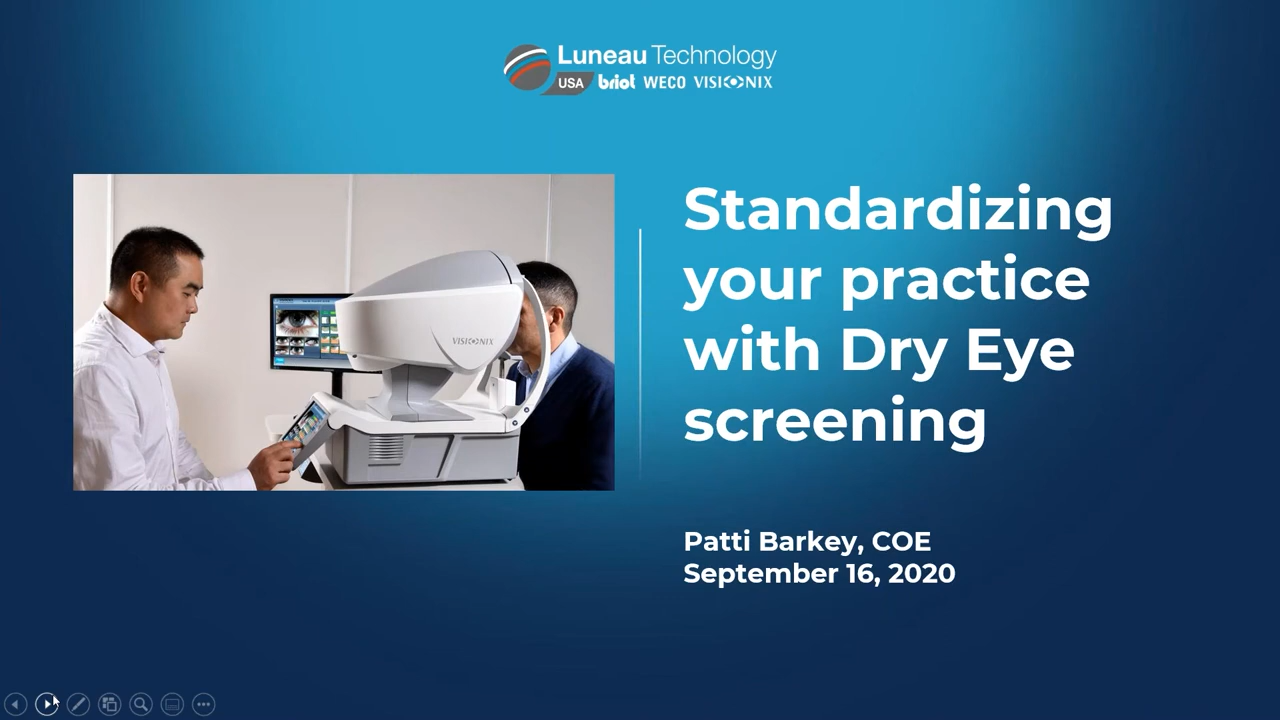 Luneau Technology
USA briot WECO VISIONIX
VISIONIX
Standardizing
your practice
with Dry Eye
screening
Patti Barkey, COE
September 16, 2020